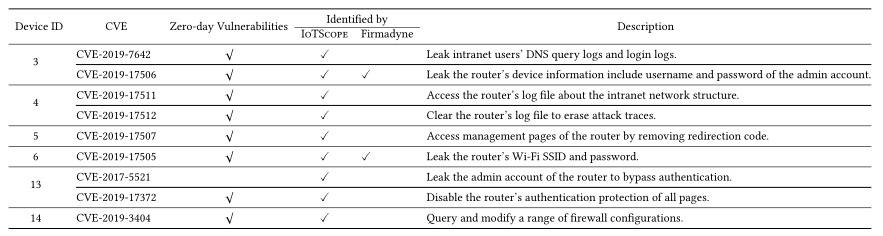 Device ID CVE Zero-day Vulnerabilities Identified by Description
IoTScope Firmadyne
3 CVE-2019-7642 √ ✓ Leak intranet users' DNS query logs and login logs.
CVE-2019-17506 √ ✓ ✓ Leak the router's device information include username and password of the admin account.
4 CVE-2019-17511 √ ✓ Access the router's log file about the intranet network structure.
CVE-2019-17512 √ ✓ Clear the router's log file to erase attack traces.
5 CVE-2019-17507 √ ✓ Access management pages of the router by removing redirection code.
6 CVE-2019-17505 √ ✓ ✓ Leak the router's Wi-Fi SSID and password.
13 CVE-2017-5521 ✓ Leak the admin account of the router to bypass authentication.
CVE-2019-17372 √ ✓ Disable the router's authentication protection of all pages.
14 CVE-2019-3404 √ ✓ Query and modify a range of firewall configurations.